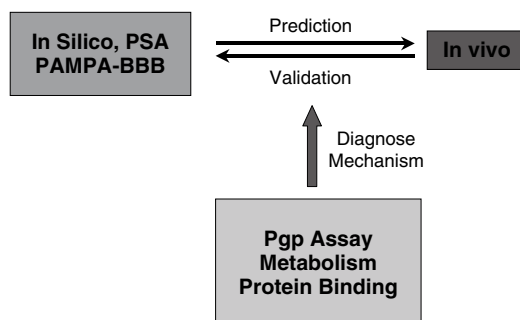 In Silico, PSA
PAMPA-BBB
Prediction
Validation
In vivo
Diagnose
Mechanism
Pgp Assay
Metabolism
Protein Binding